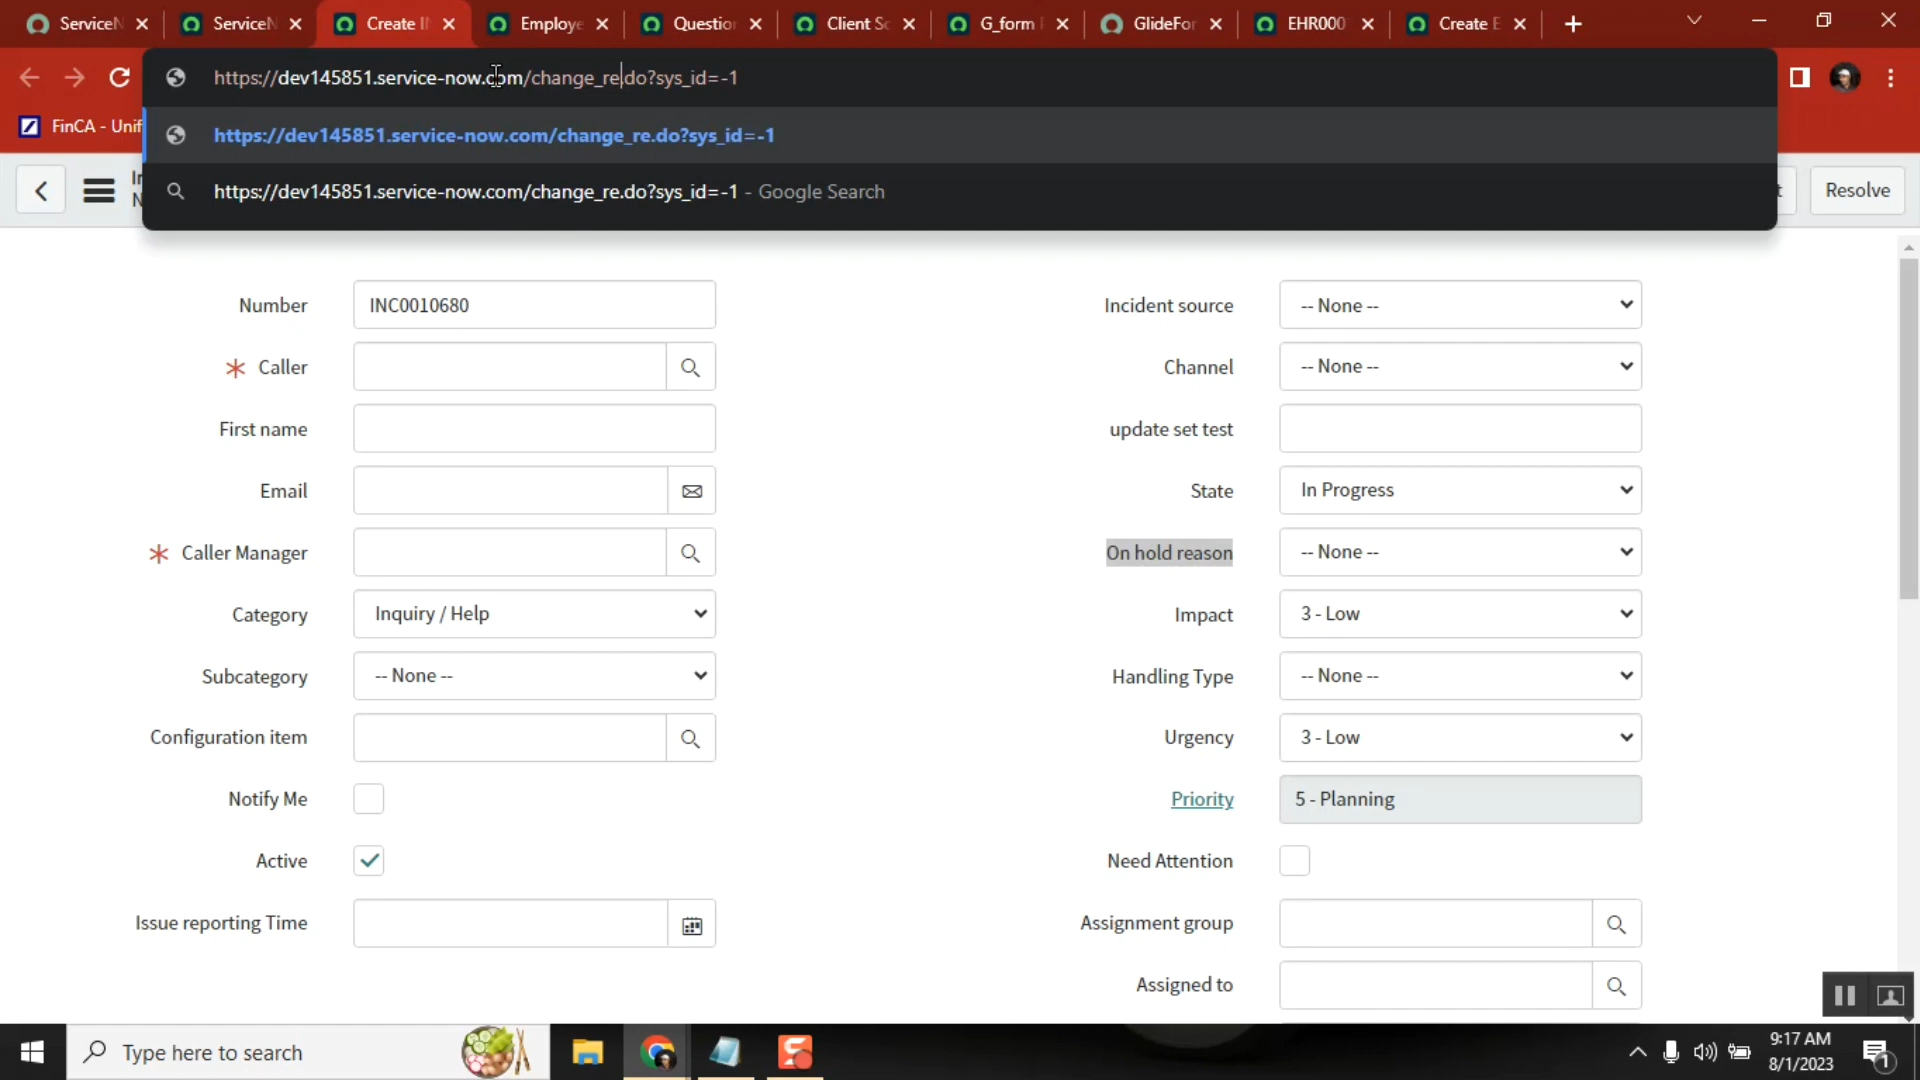 ServiceN
ServiceN
Create I
Employe
Question
Client Sc
G_form
GlideFor
EHR000
Create E
https://dev145851.service-now.com/change_re.do?sys_id=-1
FinCA - Unif
https://dev145851.service-now.com/change_re.do?sys_id=-1
https://dev145851.service-now.com/change_re.do?sys_id=-1 - Google Search
Resolve
Number
INC0010680
Incident source
-- None --
Caller
Channel
-- None --
First name
update set test
Email
State
In Progress
Caller Manager
On hold reason
-- None --
Category
Inquiry / Help
Impact
3 - Low
Subcategory
-- None --
Handling Type
-- None --
Configuration item
Urgency
3 - Low
Notify Me
Priority
5 - Planning
Active
Need Attention
Issue reporting Time
Assignment group
Assigned to
Type here to search
9:17 AM
8/1/2023
1